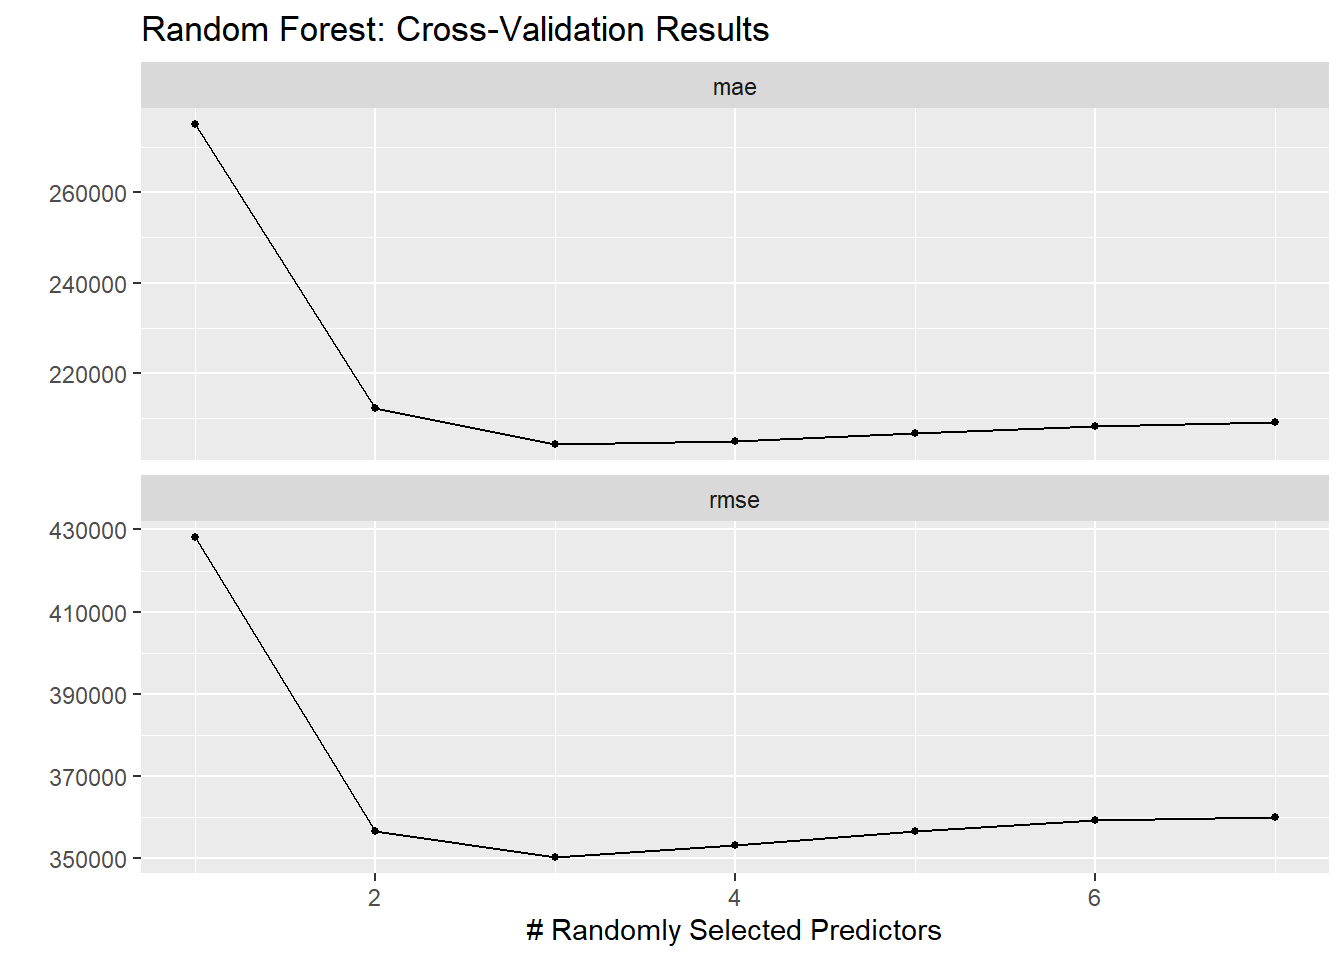 Random Forest: Cross-Validation Results
mae
260000
240000
220000
rmse
430000
410000
390000
370000
350000
2 4 6
# Randomly Selected Predictors